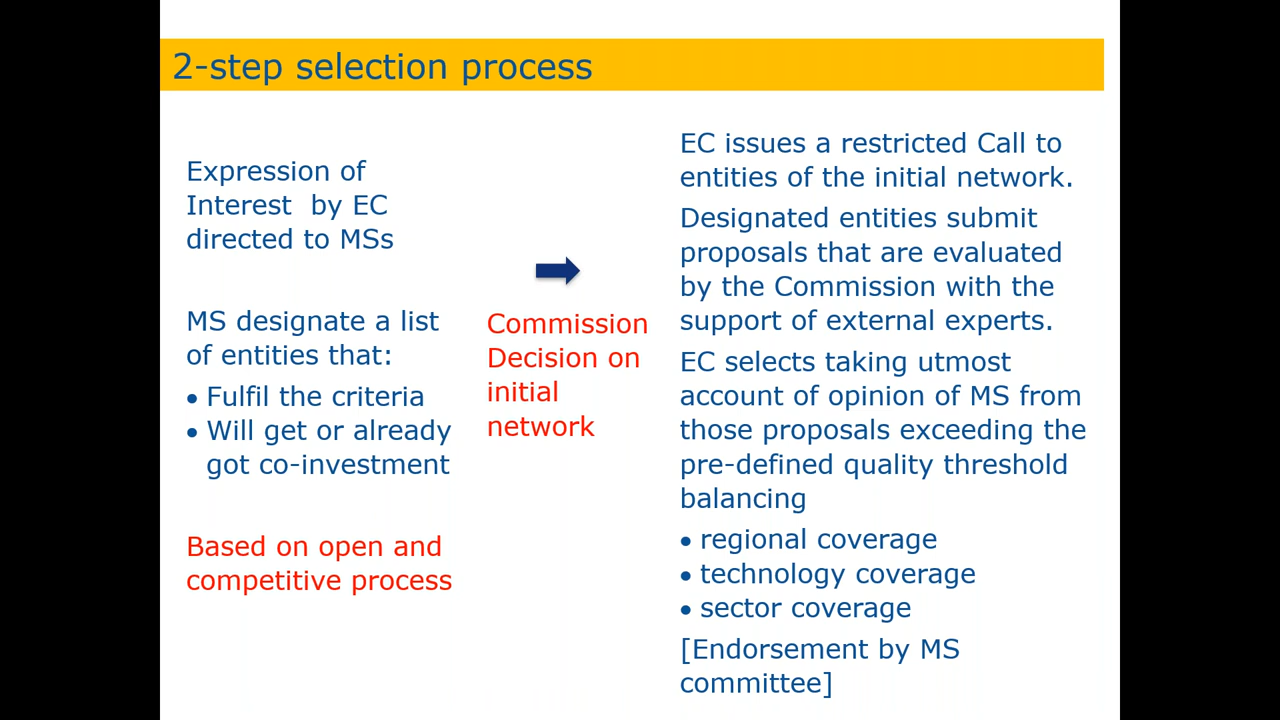 2-step selection process
Expression of
Interest by EC
directed to MSs
MS designate a list
of entities that:
• Fulfil the criteria
• Will get or already
got co-investment
Based on open and
competitive process
Commission
Decision on
initial
network
EC issues a restricted Call to
entities of the initial network.
Designated entities submit
proposals that are evaluated
by the Commission with the
support of external experts.
EC selects taking utmost
account of opinion of MS from
those proposals exceeding the
pre-defined quality threshold
balancing
• regional coverage
• technology coverage
• sector coverage
[Endorsement by MS
committee]